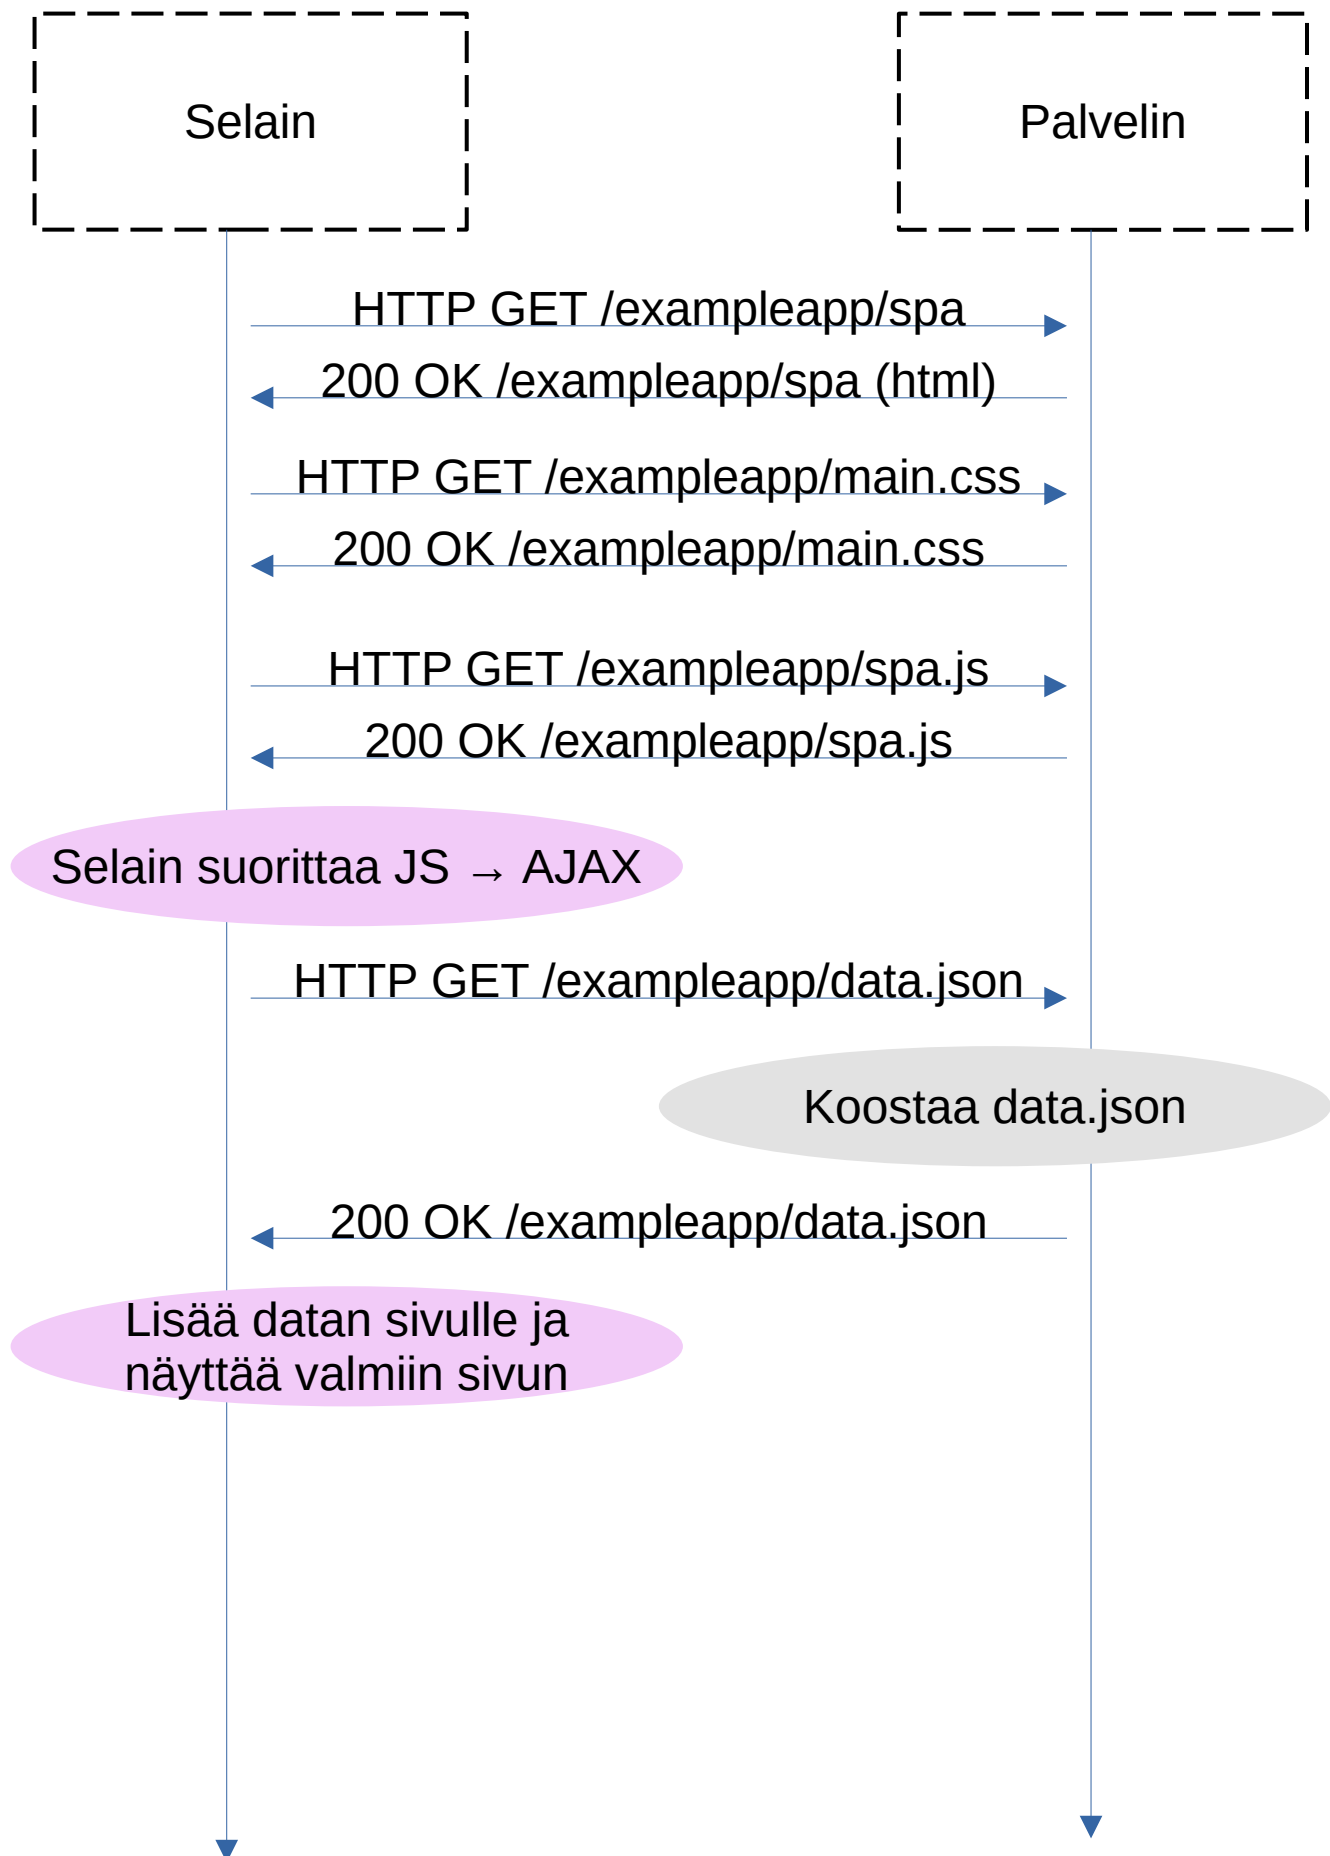 Selain
Palvelin
HTTP GET /exampleapp/spa
200 OK /exampleapp/spa (html)
HTTP GET /exampleapp/main.css
200 OK /exampleapp/main.css
HTTP GET /exampleapp/spa.js
200 OK /exampleapp/spa.js
Selain suorittaa JS → AJAX
HTTP GET /exampleapp/data.json
Koostaa data.json
200 OK /exampleapp/data.json
Lisää datan sivulle ja
näyttää valmiin sivun